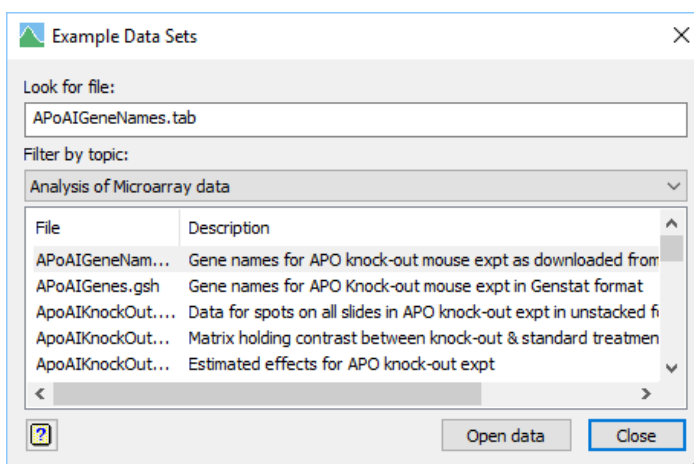 Example Data Sets
Look for file:
APoAIGeneNames.tab
Filter by topic:
Analysis of Microarray data
File Description
APoAIGeneNam... Gene names for APO knock-out mouse expt as downloaded from
APoAIGenes.gsh Gene names for APO Knock-out mouse expt in Genstat format
ApoAIKnockOut.... Data for spots on all slides in APO knock-out expt in unstacked f
ApoAIKnockOut... Matrix holding contrast between knock-out & standard treatmen
ApoAIKnockOut... Estimated effects for APO knock-out expt
? Open data Close